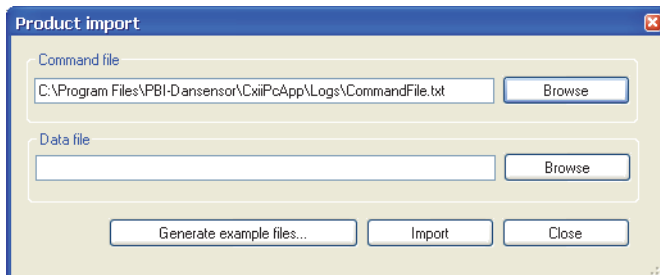 Product import
Command file
C:\Program Files\PBI-Dansensor\CxiiPcApp\Logs\CommandFile.txt
Browse
Data file
Browse
Generate example files...
Import
Close